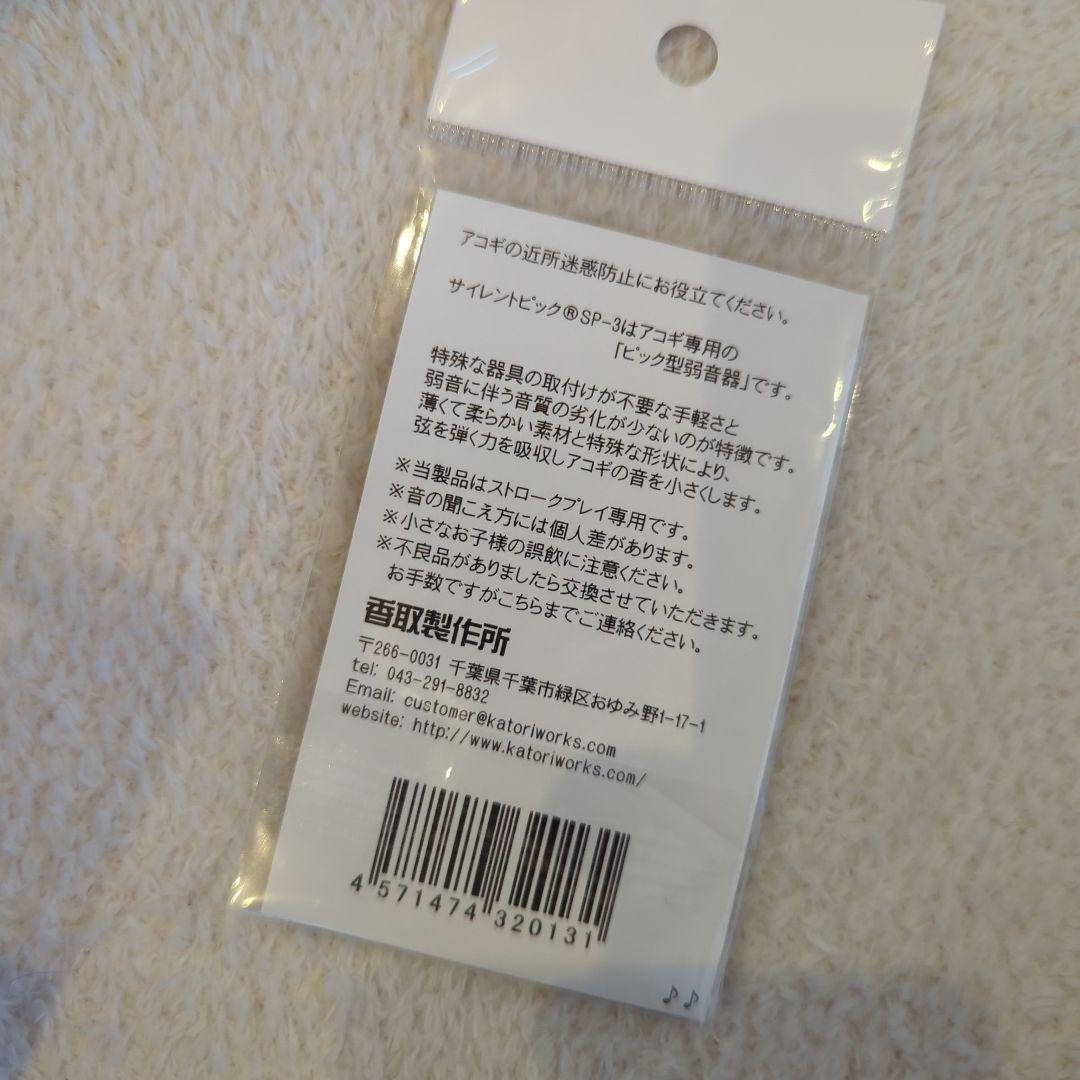 アコギの近所迷惑防止にお役立てください。
サイレントピック®SP-3はアコギ専用の
「ピック型弱音器」です。
特殊な器具の取付けが不要な手軽さと
弱音に伴う音質の劣化が少ないのが特徴です。
薄くて柔らかい素材と特殊な形状により、
弦を弾く力を吸収しアコギの音を小さくします。
※当製品はストロークプレイ専用です。
※音の聞こえ方には個人差があります。
※小さなお子様の誤飲に注意ください。
※不良品がありましたら交換させていただきます。
お手数ですがこちらまでご連絡ください。
香取製作所
〒266-0031 千葉県千葉市緑区おゆみ野1-17-1
tel: 043-291-8832
Email: customer@katoriworks.com
website: http://www.katoriworks.com/
4 571474 320131
♪♪